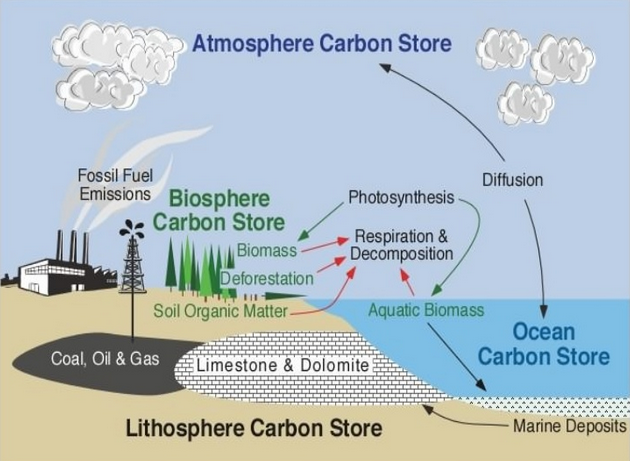 Atmosphere Carbon Store
Fossil Fuel
Emissions
Diffusion
Biosphere
Carbon Store
Photosynthesis
Biomass
Respiration &
Decomposition
Deforestation
Soil Organic Matter
Aquatic Biomass
Ocean
Carbon Store
Coal, Oil & Gas
Limestone & Dolomite
Lithosphere Carbon Store
Marine Deposits